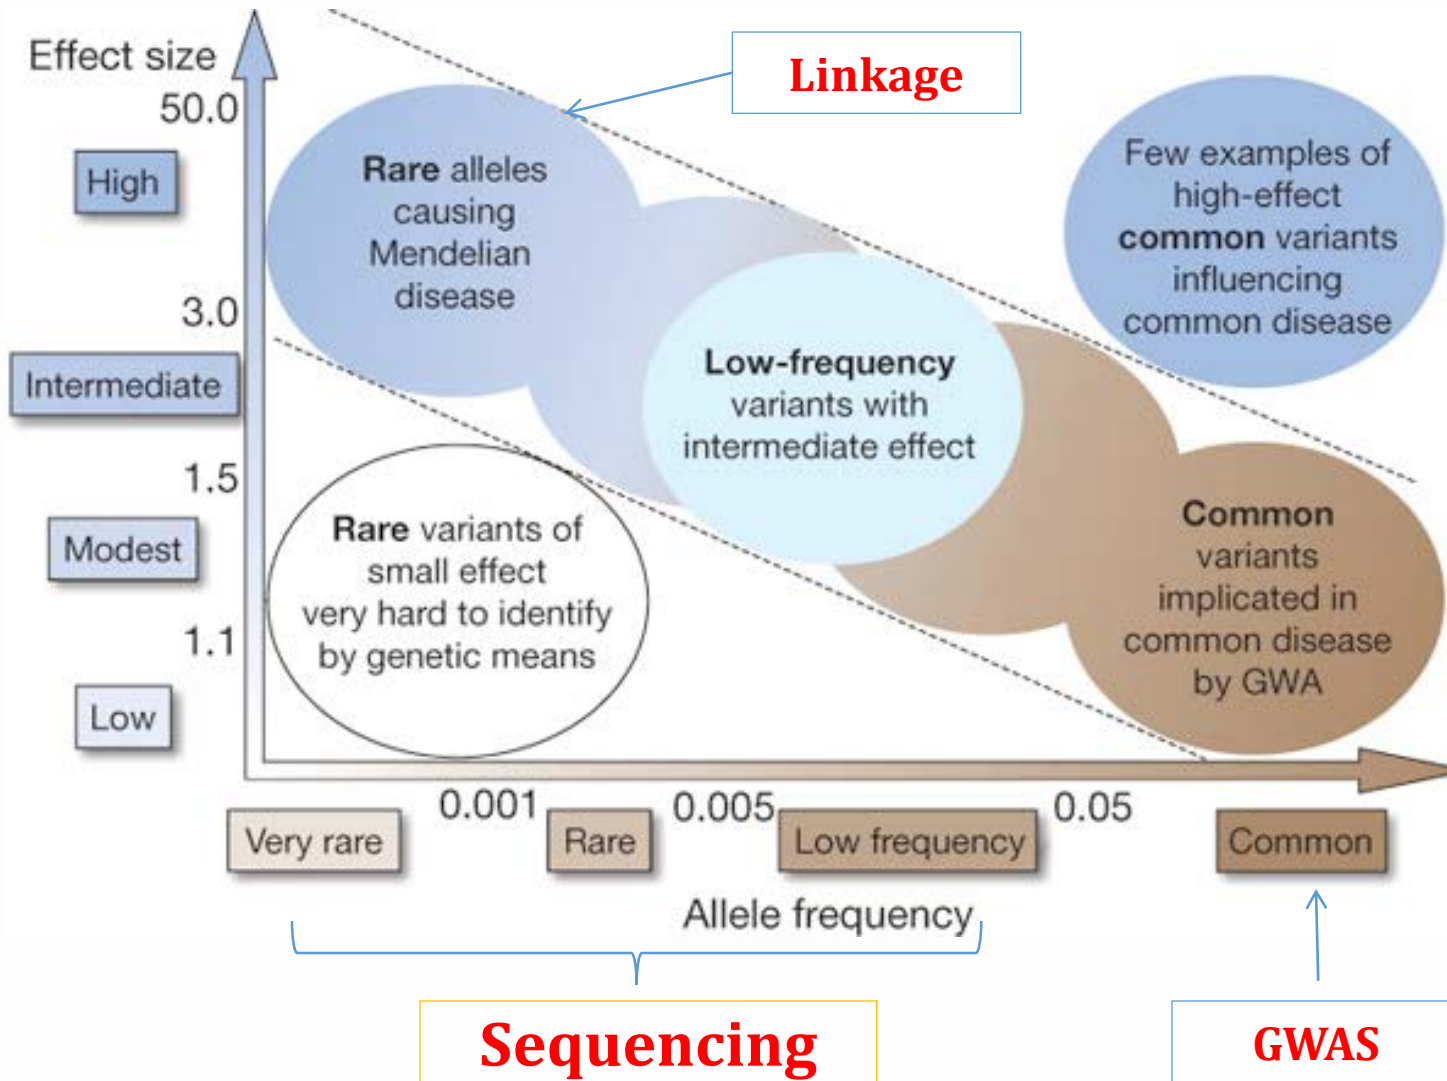 Effect size
50.0
High
3.0
Intermediate
1.5
Modest
1.1
Low
Linkage
Rare alleles
causing
Mendelian
disease
Few examples of
high-effect
common variants
influencing
common disease
Low-frequency
variants with
intermediate effect
Rare variants of
small effect
very hard to identify
by genetic means
Common
variants
implicated in
common disease
by GWA
0.001
0.005
0.05
Very rare
Rare
Low frequency
Common
Allele frequency
Sequencing
GWAS